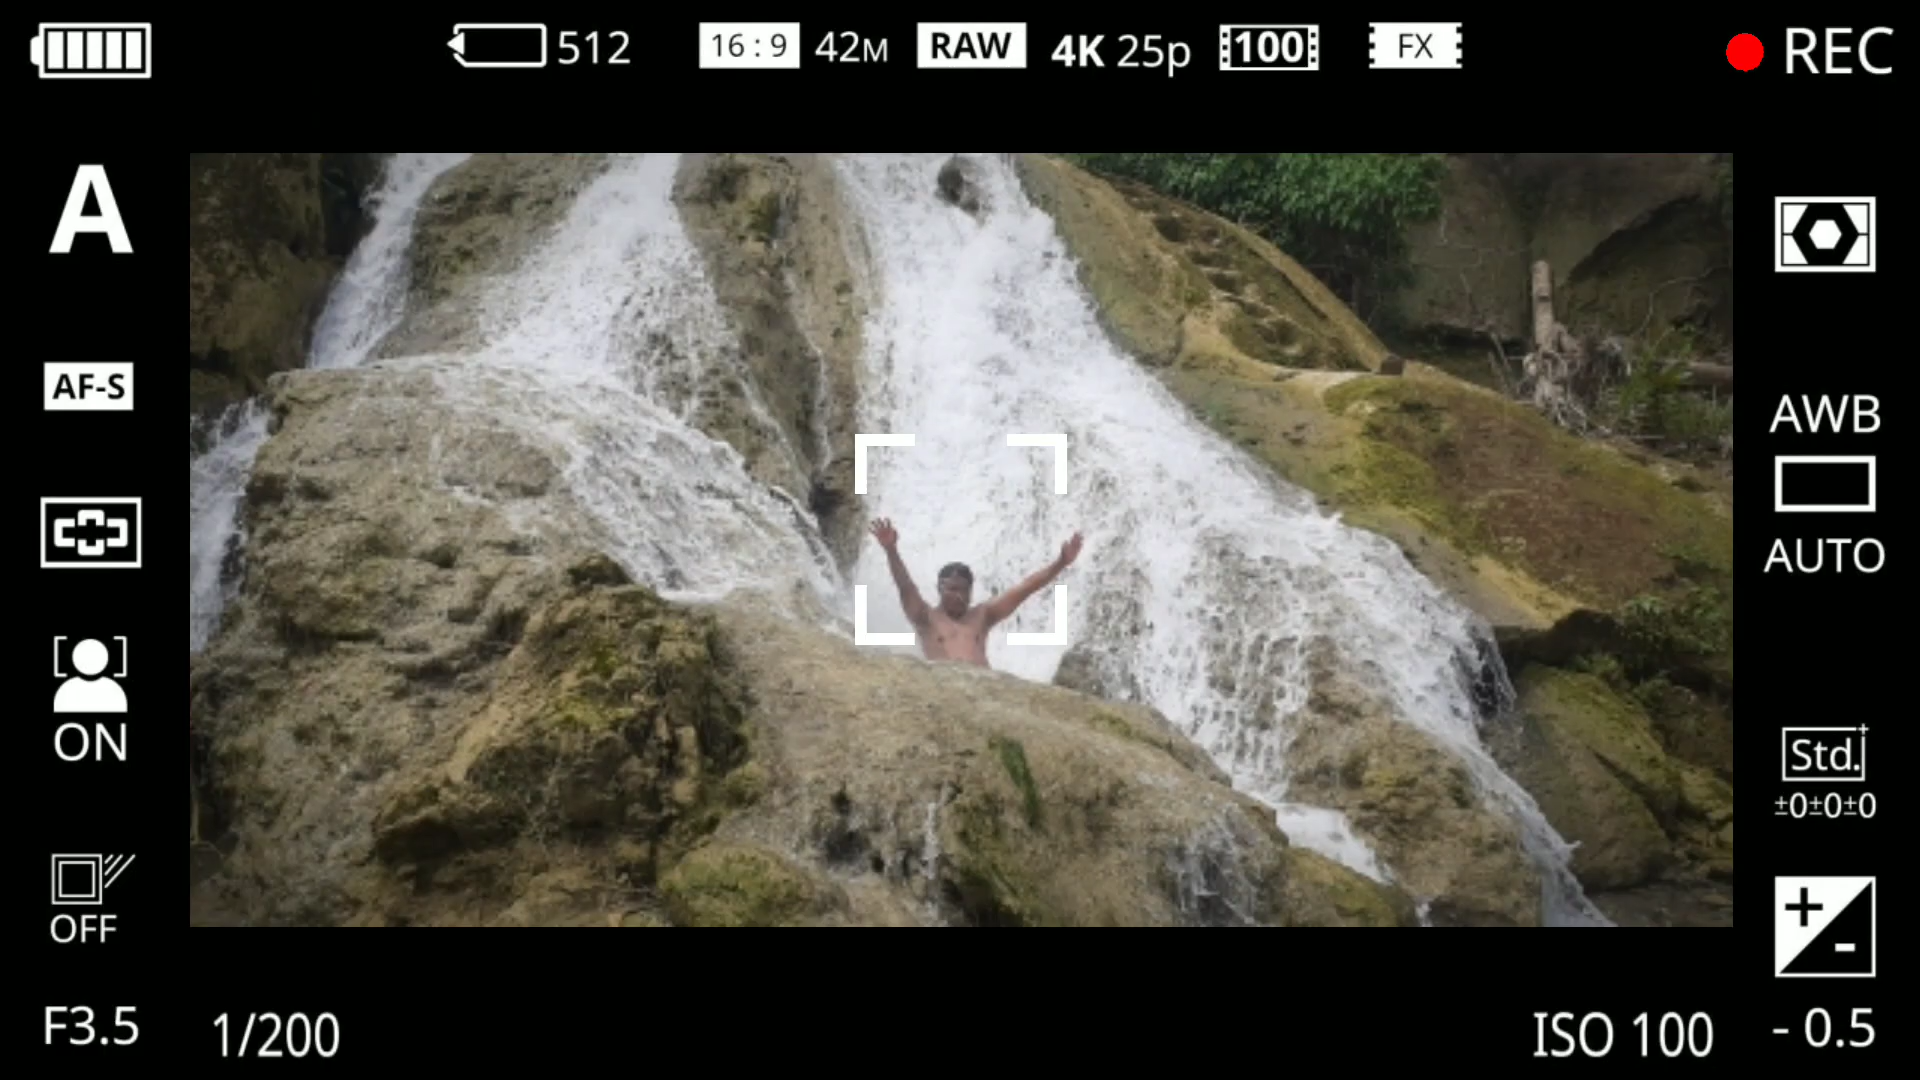 512 16:9 42M RAW 4K 25p 100 FX REC
A
AF-S
AWB
AUTO
ON
Std.+
±0±0±0
OFF
+ -
F3.5 1/200 ISO 100 - 0.5